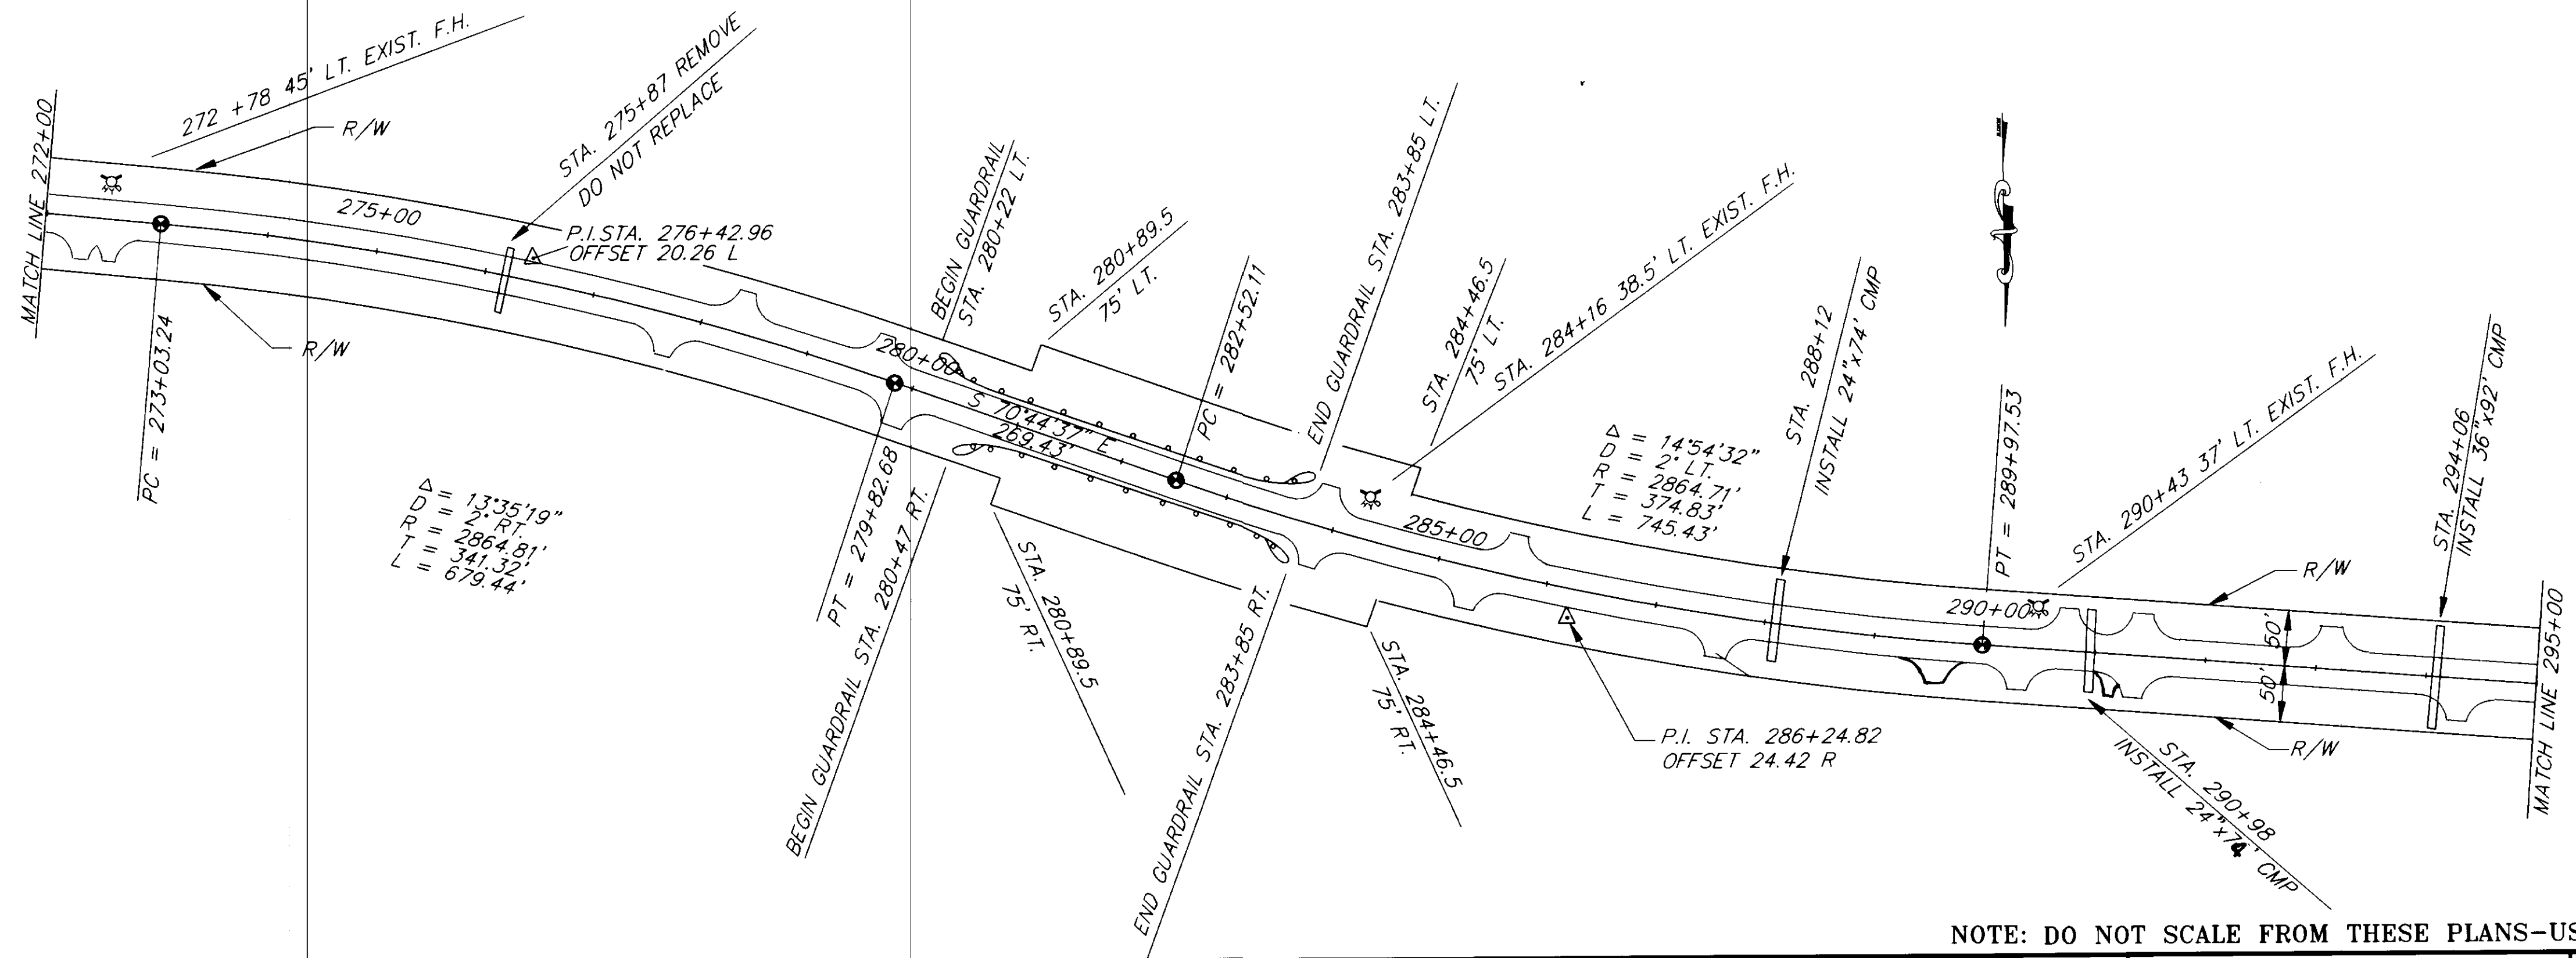 MATCH LINE 272+00
272 +78 45' LT. EXIST. F.H.
R/W
275+00
STA. 275+87 REMOVE
DO NOT REPLACE
P.I.STA. 276+42.96
OFFSET 20.26 L
R/W
PC = 273+03.24
Δ = 13°35'19"
D = 2° RT.
R = 2864.81'
T = 341.32'
L = 679.44'
280+00
BEGIN GUARDRAIL
STA. 280+22 LT.
STA. 280+89.5
75' LT.
S 70°44'37" E
269.43'
PC = 282+52.11
PT = 279+82.68
BEGIN GUARDRAIL STA. 280+47 RT.
STA. 280+89.5
75' RT.
END GUARDRAIL STA. 283+85 LT.
STA. 284+46.5
75' LT.
STA. 284+16 38.5' LT. EXIST. F.H.
END GUARDRAIL STA. 283+85 RT.
STA. 284+46.5
75' RT.
285+00
Δ = 14°54'32"
D = 2° LT.
R = 2864.71'
T = 374.83'
L = 745.43'
P.I. STA. 286+24.82
OFFSET 24.42 R
STA. 288+12
INSTALL 24"x74' CMP
PT = 289+97.53
290+00
STA. 290+43 37' LT. EXIST. F.H.
STA. 290+98
INSTALL 24"x74' CMP
R/W
50'
50'
R/W
STA. 294+06
INSTALL 36"x92' CMP
MATCH LINE 295+00
NOTE: DO NOT SCALE FROM THESE PLANS-US